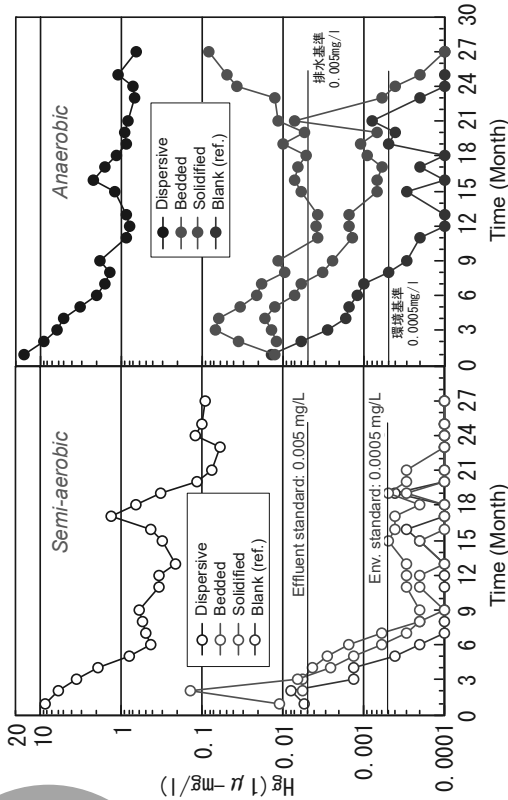 Hg(1 μ-mg/l)
20
10
1
0.1
0.01
0.001
0.0001
Semi-aerobic
Dispersive
Bedded
Solidified
Blank (ref.)
Effluent standard: 0.005 mg/L
Env. standard: 0.0005 mg/L
0
3
6
9
12
15
18
21
24
27
Time (Month)
Anaerobic
Dispersive
Bedded
Solidified
Blank (ref.)
排水基準
0.005mg/l
環境基準
0.0005mg/l
0
3
6
9
12
15
18
21
24
27
30
Time (Month)